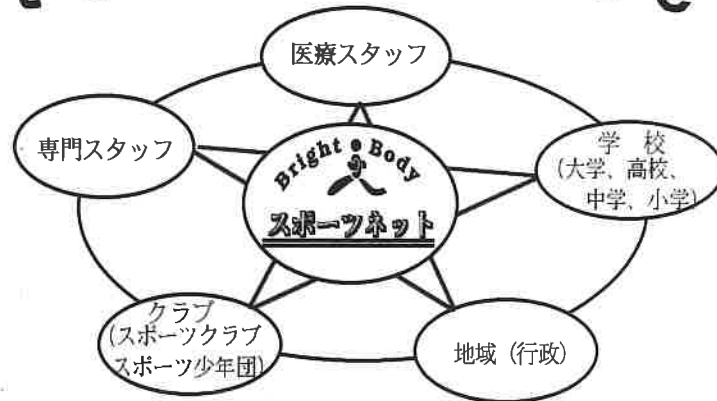 医療スタッフ
専門スタッフ
学 校
(大学、高校、
中学、小学)
Bright Body
スポーツネット
クラブ
(スポーツクラブ
スポーツ少年団)
地域(行政)